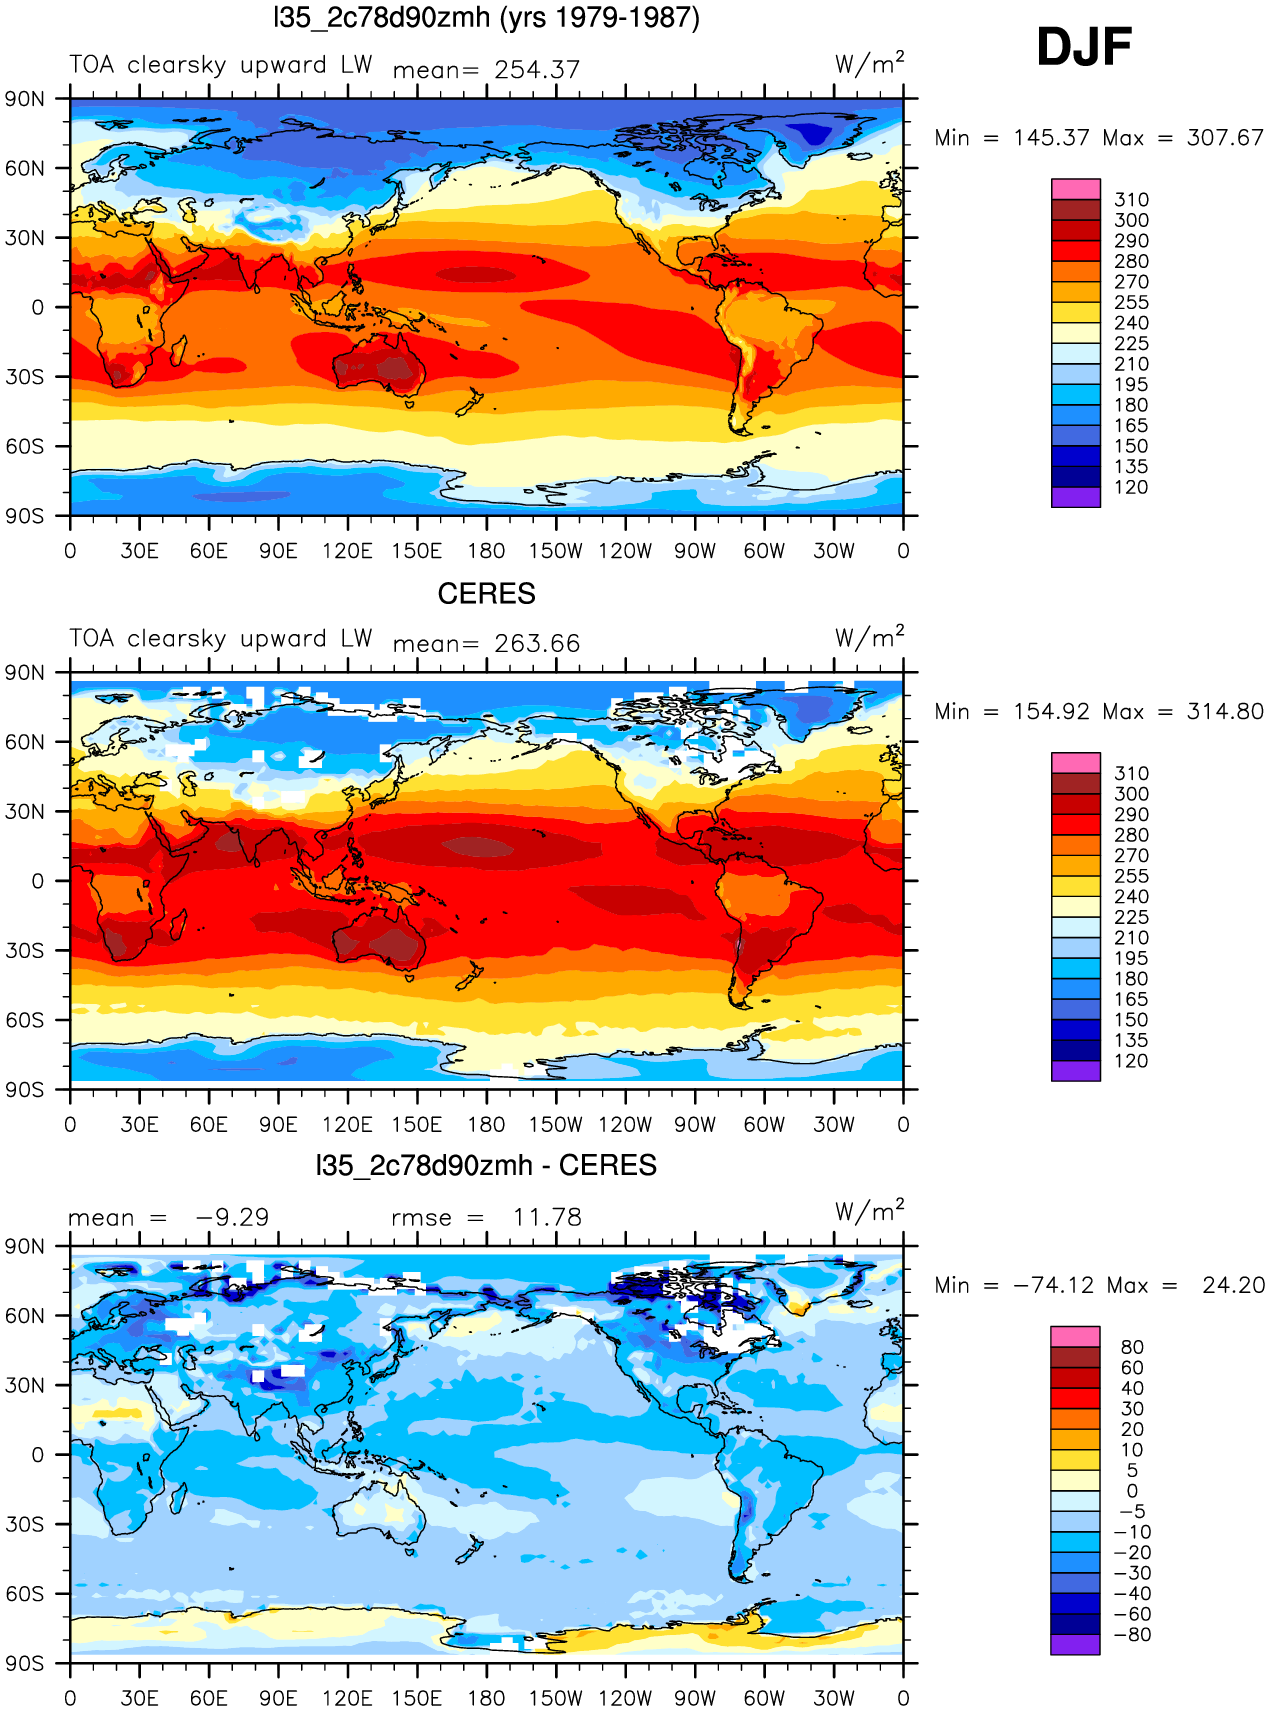 l35_2c78d90zmh (yrs 1979-1987)
DJF
TOA clearsky upward LW mean= 254.37 W/m²
Min = 145.37 Max = 307.67
90N
60N
30N
0
30S
60S
90S
0 30E 60E 90E 120E 150E 180 150W 120W 90W 60W 30W 0
310
300
290
280
270
255
240
225
210
195
180
165
150
135
120
CERES
TOA clearsky upward LW mean= 263.66 W/m²
Min = 154.92 Max = 314.80
90N
60N
30N
0
30S
60S
90S
0 30E 60E 90E 120E 150E 180 150W 120W 90W 60W 30W 0
310
300
290
280
270
255
240
225
210
195
180
165
150
135
120
l35_2c78d90zmh - CERES
mean = -9.29 rmse = 11.78 W/m²
Min = -74.12 Max = 24.20
90N
60N
30N
0
30S
60S
90S
0 30E 60E 90E 120E 150E 180 150W 120W 90W 60W 30W 0
80
60
40
30
20
10
5
0
-5
-10
-20
-30
-40
-60
-80